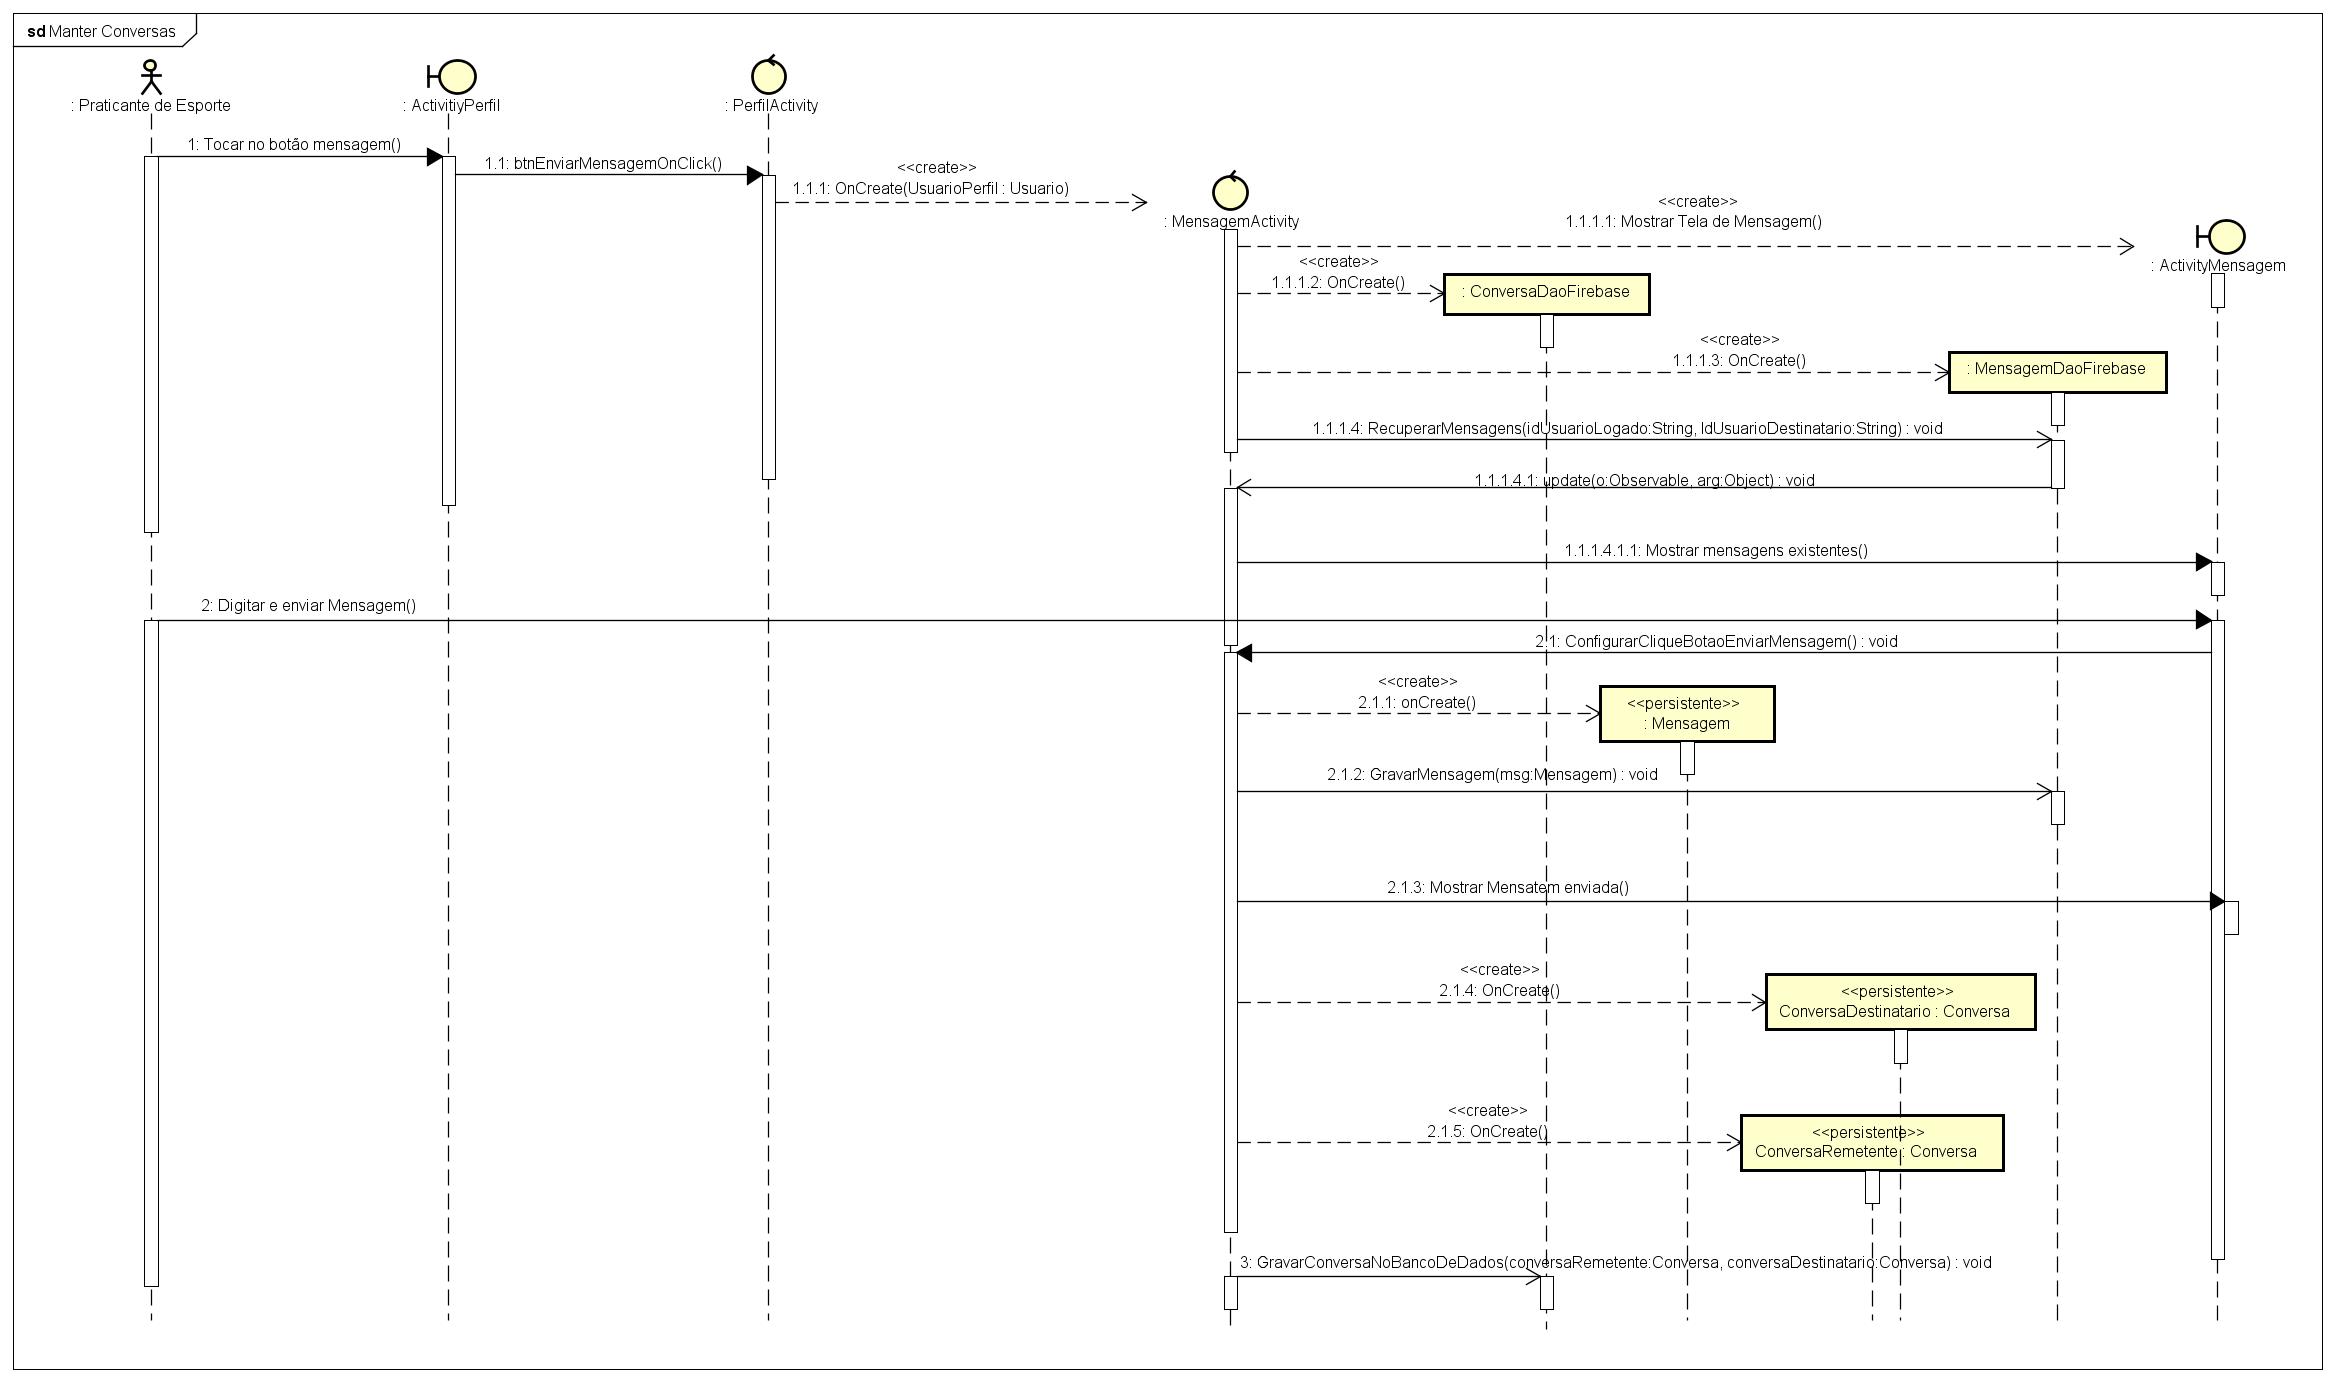 sd Manter Conversas
: Praticante de Esporte
: ActivitiyPerfil
: PerfilActivity
1: Tocar no botão mensagem()
1.1: btnEnviarMensagemOnClick()
<<create>>
1.1.1: OnCreate(UsuarioPerfil : Usuario)
: MensagemActivity
<<create>>
1.1.1.1: Mostrar Tela de Mensagem()
: ActivityMensagem
<<create>>
1.1.1.2: OnCreate()
: ConversaDaoFirebase
<<create>>
1.1.1.3: OnCreate()
: MensagemDaoFirebase
1.1.1.4: RecuperarMensagens(idUsuarioLogado:String, IdUsuarioDestinatario:String) : void
1.1.1.4.1: update(o:Observable, arg:Object) : void
1.1.1.4.1.1: Mostrar mensagens existentes()
2: Digitar e enviar Mensagem()
2.1: ConfigurarCliqueBotaoEnviarMensagem() : void
<<create>>
2.1.1: onCreate()
<<persistente>>
: Mensagem
2.1.2: GravarMensagem(msg:Mensagem) : void
2.1.3: Mostrar Mensatem enviada()
<<create>>
2.1.4: OnCreate()
<<persistente>>
ConversaDestinatario : Conversa
<<create>>
2.1.5: OnCreate()
<<persistente>>
ConversaRemetente : Conversa
3: GravarConversaNoBancoDeDados(conversaRemetente:Conversa, conversaDestinatario:Conversa) : void